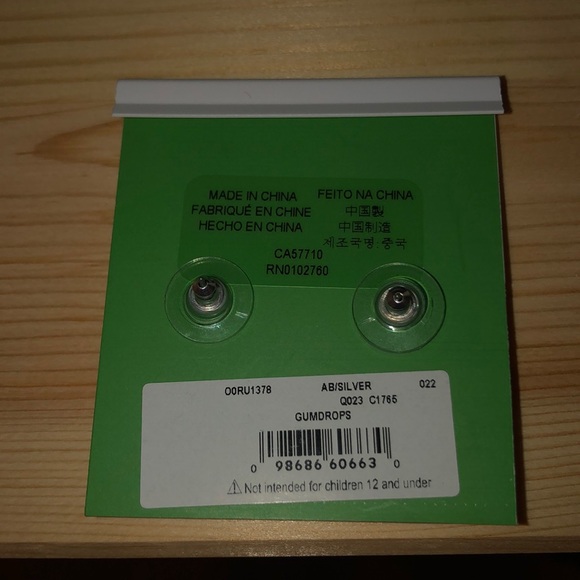 MADE IN CHINA FEITO NA CHINA
FABRIQUÉ EN CHINE 中国製
HECHO EN CHINA 中国制造
제조국명:중국
CA57710
RN0102760
O0RU1378 AB/SILVER 022
Q023 C1765
GUMDROPS
0 98686 60663 0
⚠ Not intended for children 12 and under